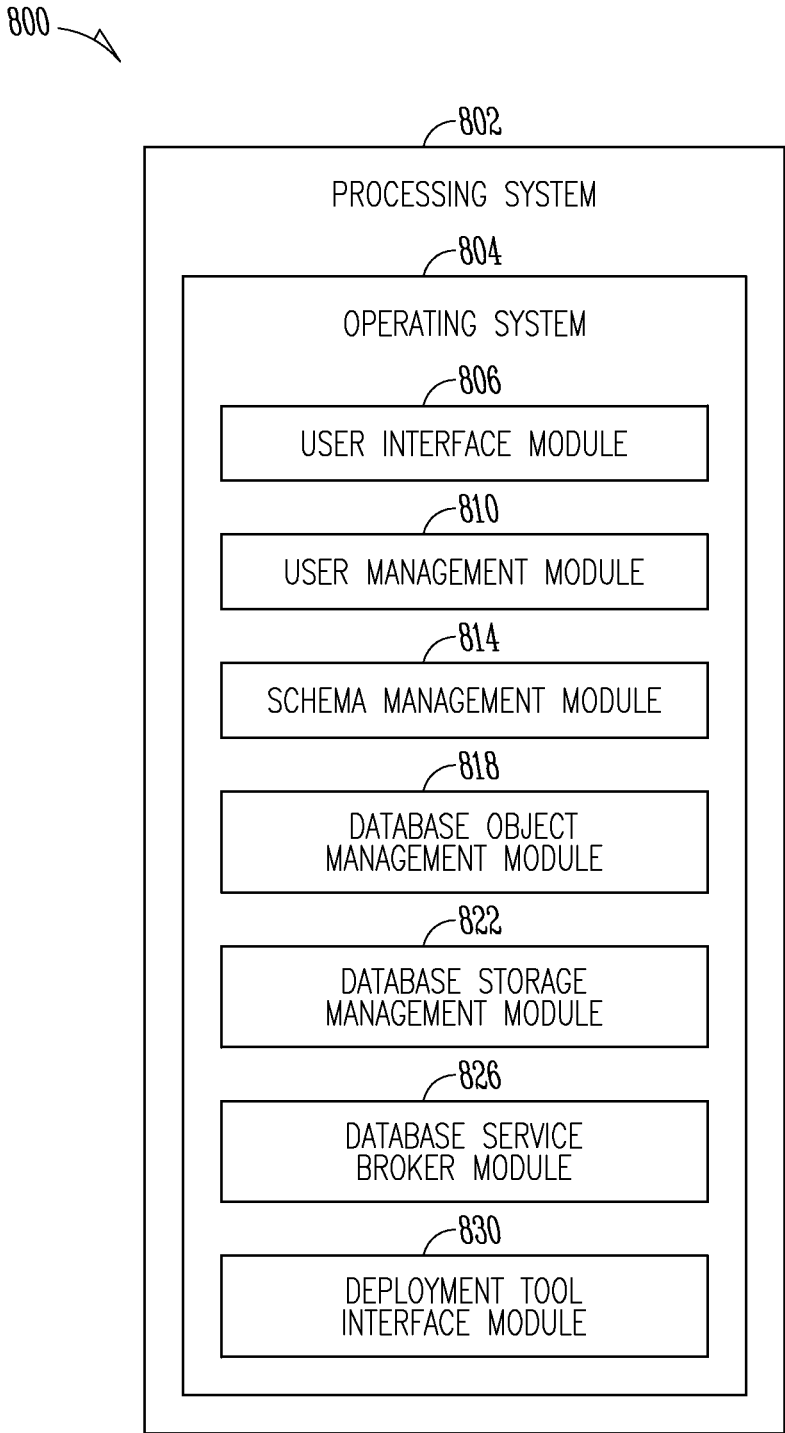 800
802
PROCESSING SYSTEM
804
OPERATING SYSTEM
806
USER INTERFACE MODULE
810
USER MANAGEMENT MODULE
814
SCHEMA MANAGEMENT MODULE
818
DATABASE OBJECT
MANAGEMENT MODULE
822
DATABASE STORAGE
MANAGEMENT MODULE
826
DATABASE SERVICE
BROKER MODULE
830
DEPLOYMENT TOOL
INTERFACE MODULE